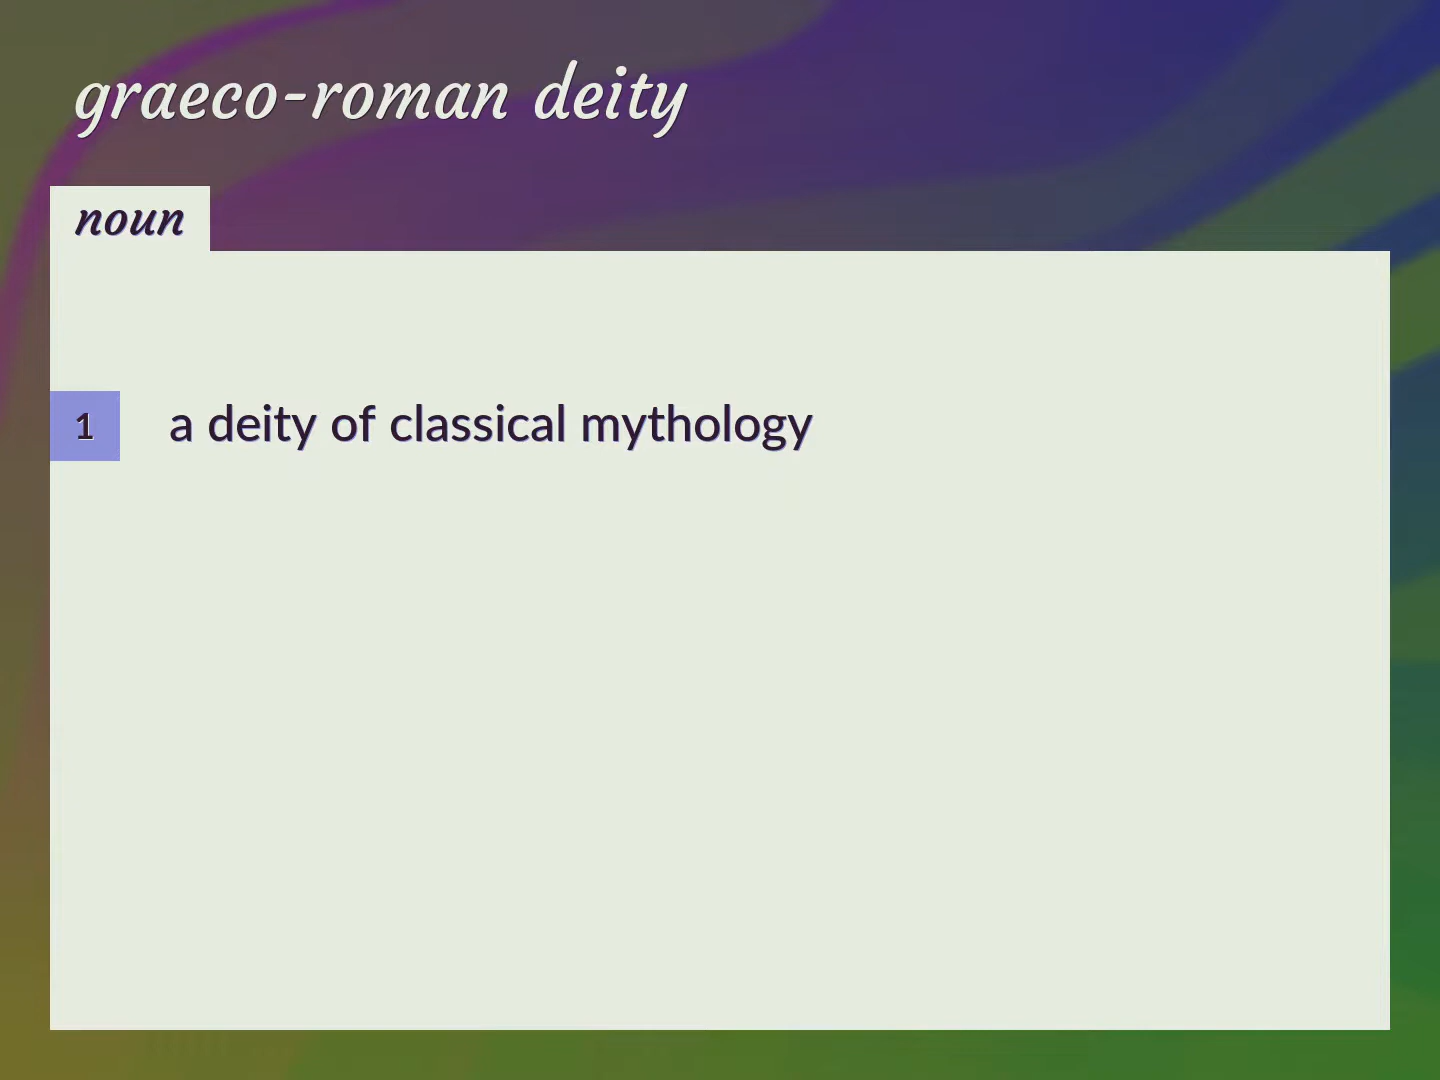 graeco-roman deity
noun
1 a deity of classical mythology